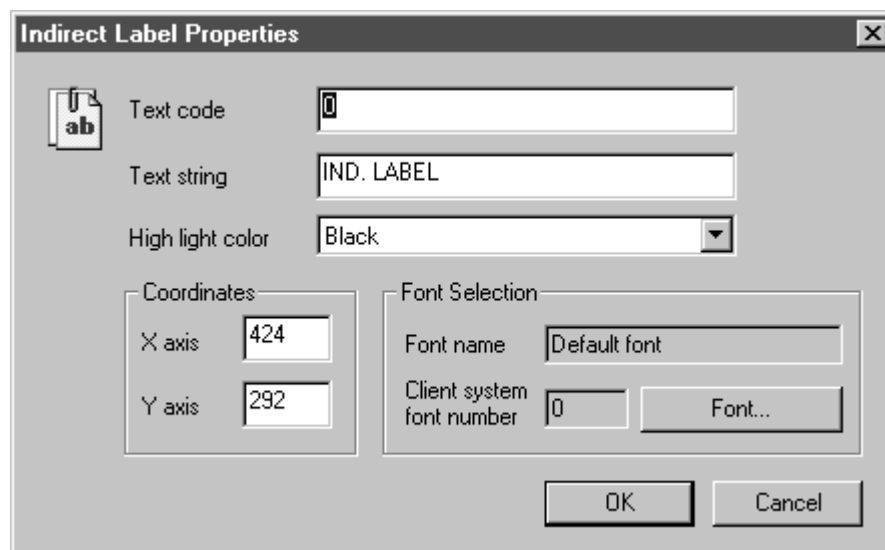 Indirect Label Properties
ab
Text code 0
Text string IND. LABEL
High light color Black
Coordinates
X axis 424
Y axis 292
Font Selection
Font name Default font
Client system
font number 0 Font...
OK Cancel